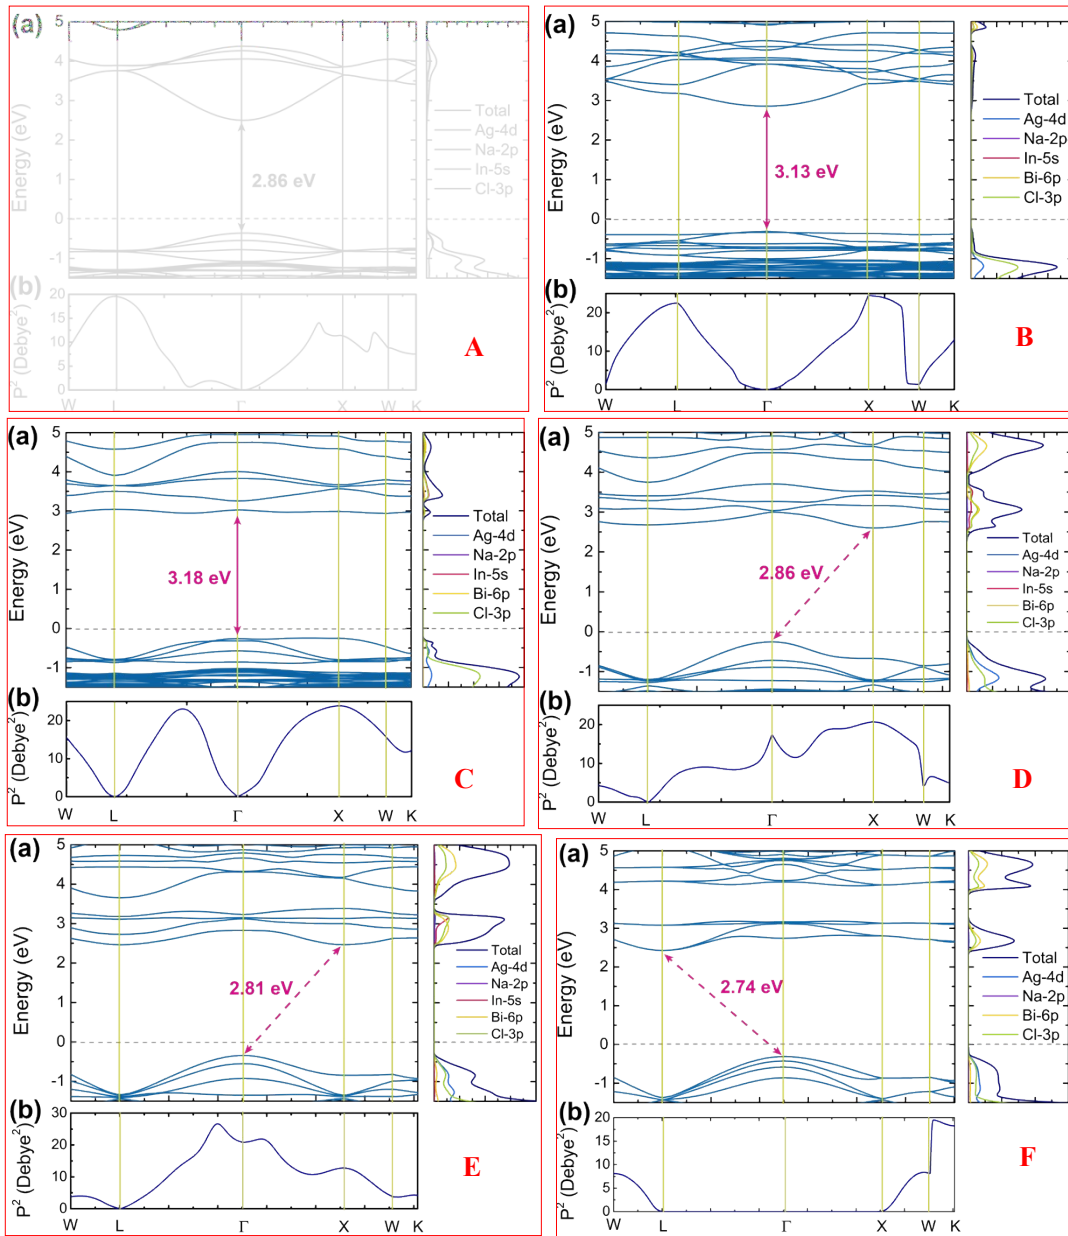 (a)
5
4
3
2
1
0
-1
Energy (eV)
2.86 eV
Total
Ag-4d
Na-2p
In-5s
Cl-3p
(b)
20
15
10
5
0
P² (Debye²)
W L Γ X W K
A
(a)
5
4
3
2
1
0
-1
Energy (eV)
3.13 eV
Total
Ag-4d
Na-2p
In-5s
Bi-6p
Cl-3p
(b)
20
10
0
P² (Debye²)
W L Γ X W K
B
(a)
5
4
3
2
1
0
-1
Energy (eV)
3.18 eV
Total
Ag-4d
Na-2p
In-5s
Bi-6p
Cl-3p
(b)
20
10
0
P² (Debye²)
W L Γ X W K
C
(a)
5
4
3
2
1
0
-1
Energy (eV)
2.86 eV
Total
Ag-4d
Na-2p
In-5s
Bi-6p
Cl-3p
(b)
20
10
0
P² (Debye²)
W L Γ X W K
D
(a)
5
4
3
2
1
0
-1
Energy (eV)
2.81 eV
Total
Ag-4d
Na-2p
In-5s
Bi-6p
Cl-3p
(b)
30
20
10
0
P² (Debye²)
W L Γ X W K
E
(a)
5
4
3
2
1
0
-1
Energy (eV)
2.74 eV
Total
Ag-4d
Na-2p
In-5s
Bi-6p
Cl-3p
(b)
20
15
10
5
0
P² (Debye²)
W L Γ X W K
F